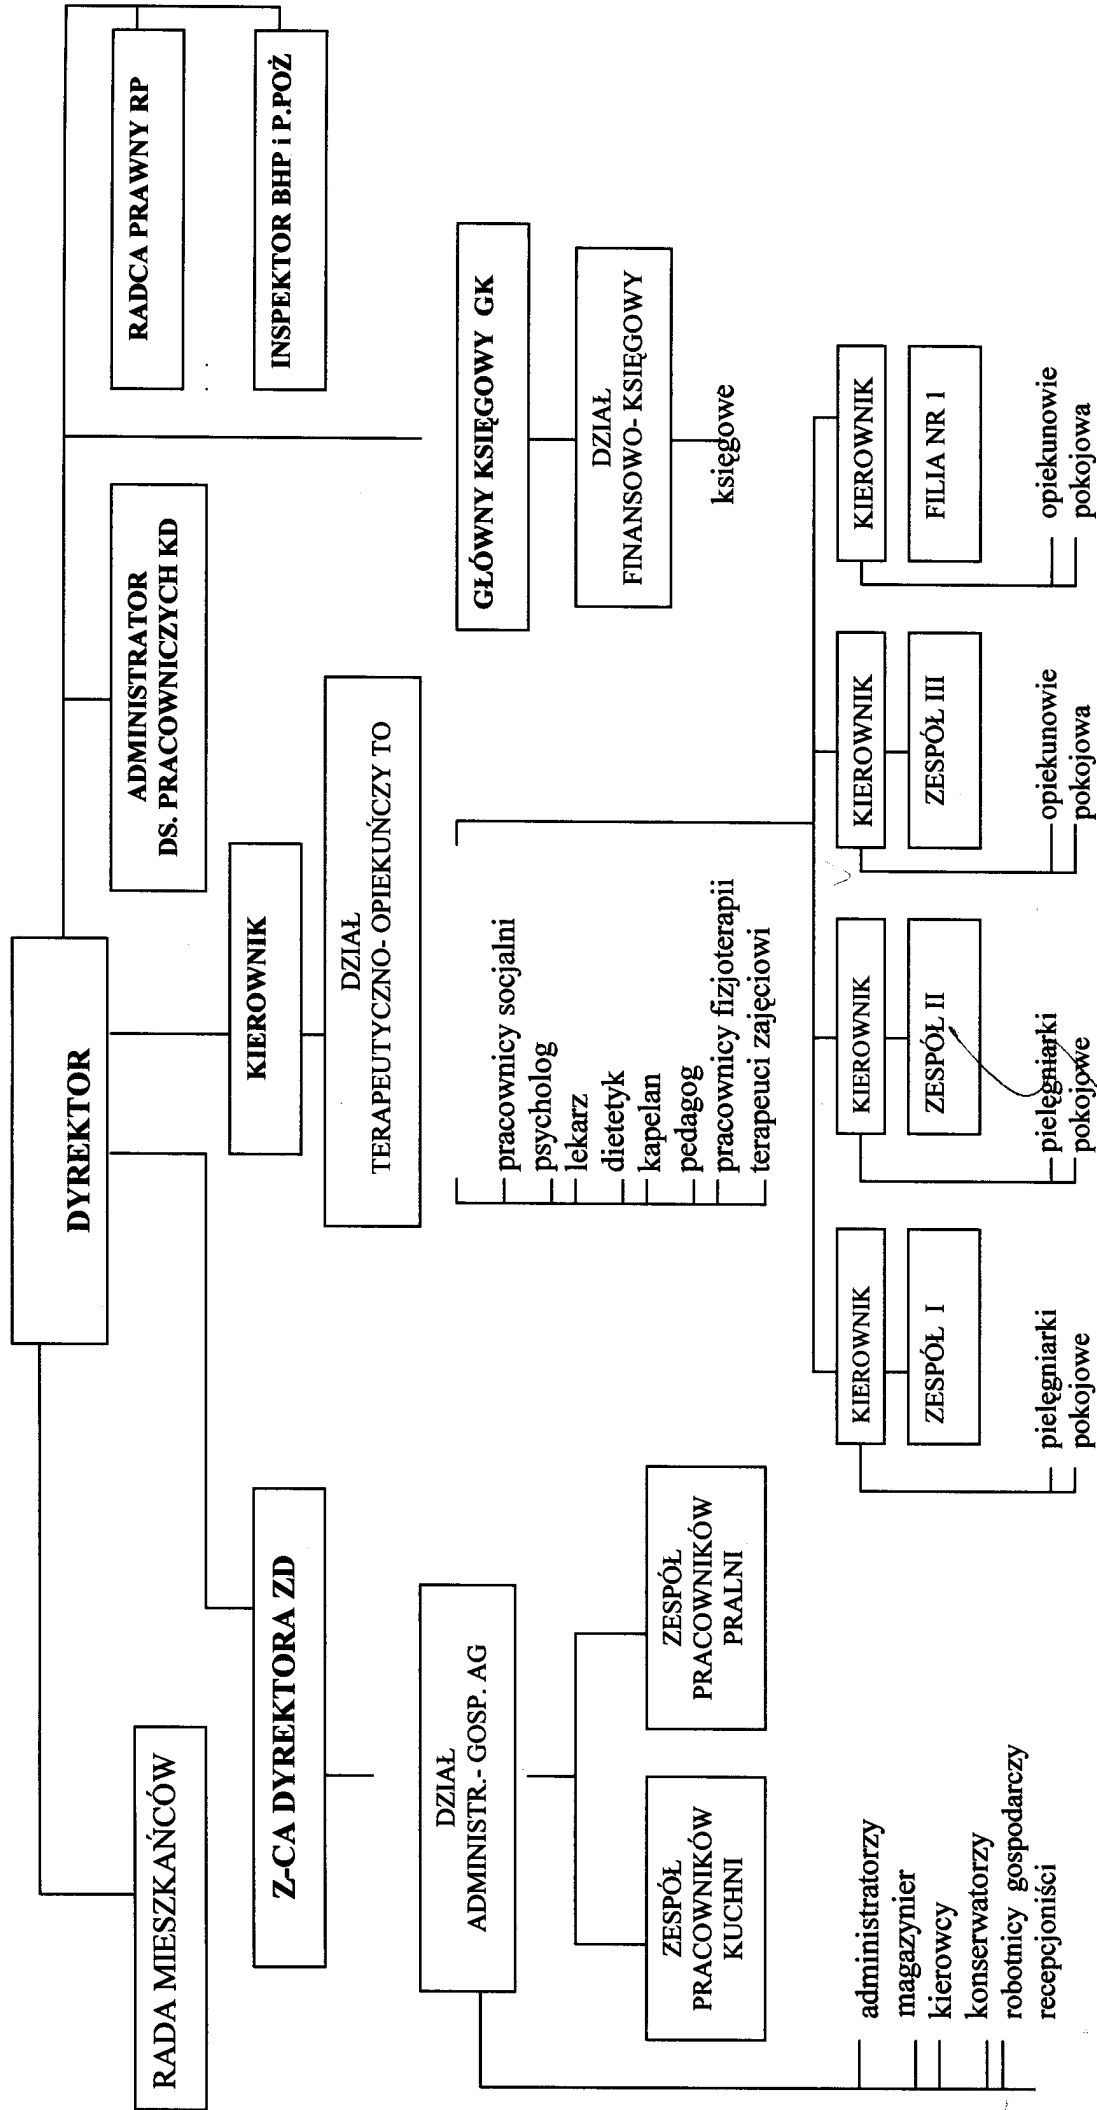 DYREKTOR
RADA MIESZKAŃCÓW
Z-CA DYREKTORA ZD
KIEROWNIK
ADMINISTRATOR
DS. PRACOWNICZYCH KD
RADCA PRAWNY RP
INSPEKTOR BHP i P.POŻ
DZIAŁ
ADMINISTR.- GOSP. AG
DZIAŁ
TERAPEUTYCZNO- OPIEKUŃCZY TO
GŁÓWNY KSIĘGOWY GK
DZIAŁ
FINANSOWO- KSIĘGOWY
księgowe
ZESPÓŁ
PRACOWNIKÓW
KUCHNI
ZESPÓŁ
PRACOWNIKÓW
PRALNI
administratorzy
magazynier
kierowcy
konserwatorzy
robotnicy gospodarczy
recepcjoniści
pracownicy socjalni
psycholog
lekarz
dietetyk
kapelan
pedagog
pracownicy fizjoterapii
terapeuci zajęciowi
KIEROWNIK
ZESPÓŁ I
pielęgniarki
pokojowe
KIEROWNIK
ZESPÓŁ II
pielęgniarki
pokojowe
KIEROWNIK
ZESPÓŁ III
opiekunowie
pokojowa
KIEROWNIK
FILIA NR 1
opiekunowie
pokojowa